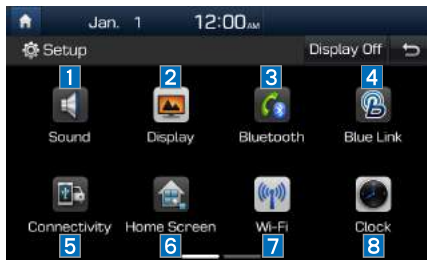 Jan. 1 12:00AM
Setup Display Off
1 2 3 4
Sound Display Bluetooth Blue Link
Connectivity Home Screen Wi-Fi Clock
5 6 7 8